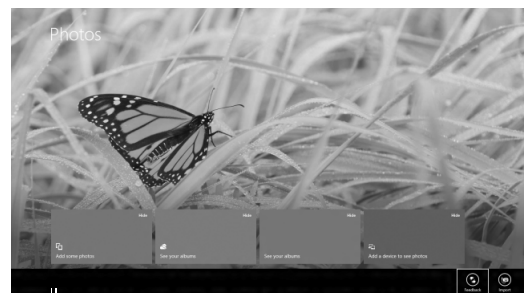 Photos
Hide
Hide
Hide
Hide
Add some photos
See your albums
See your albums
Add a device to see photos
Feedback
Import